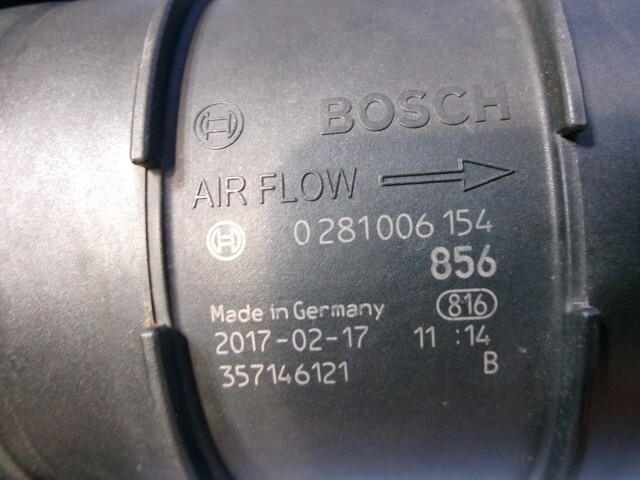 BOSCH
AIR FLOW
0 281 006 154
856
Made in Germany 816
2017-02-17 11:14
357146121 B